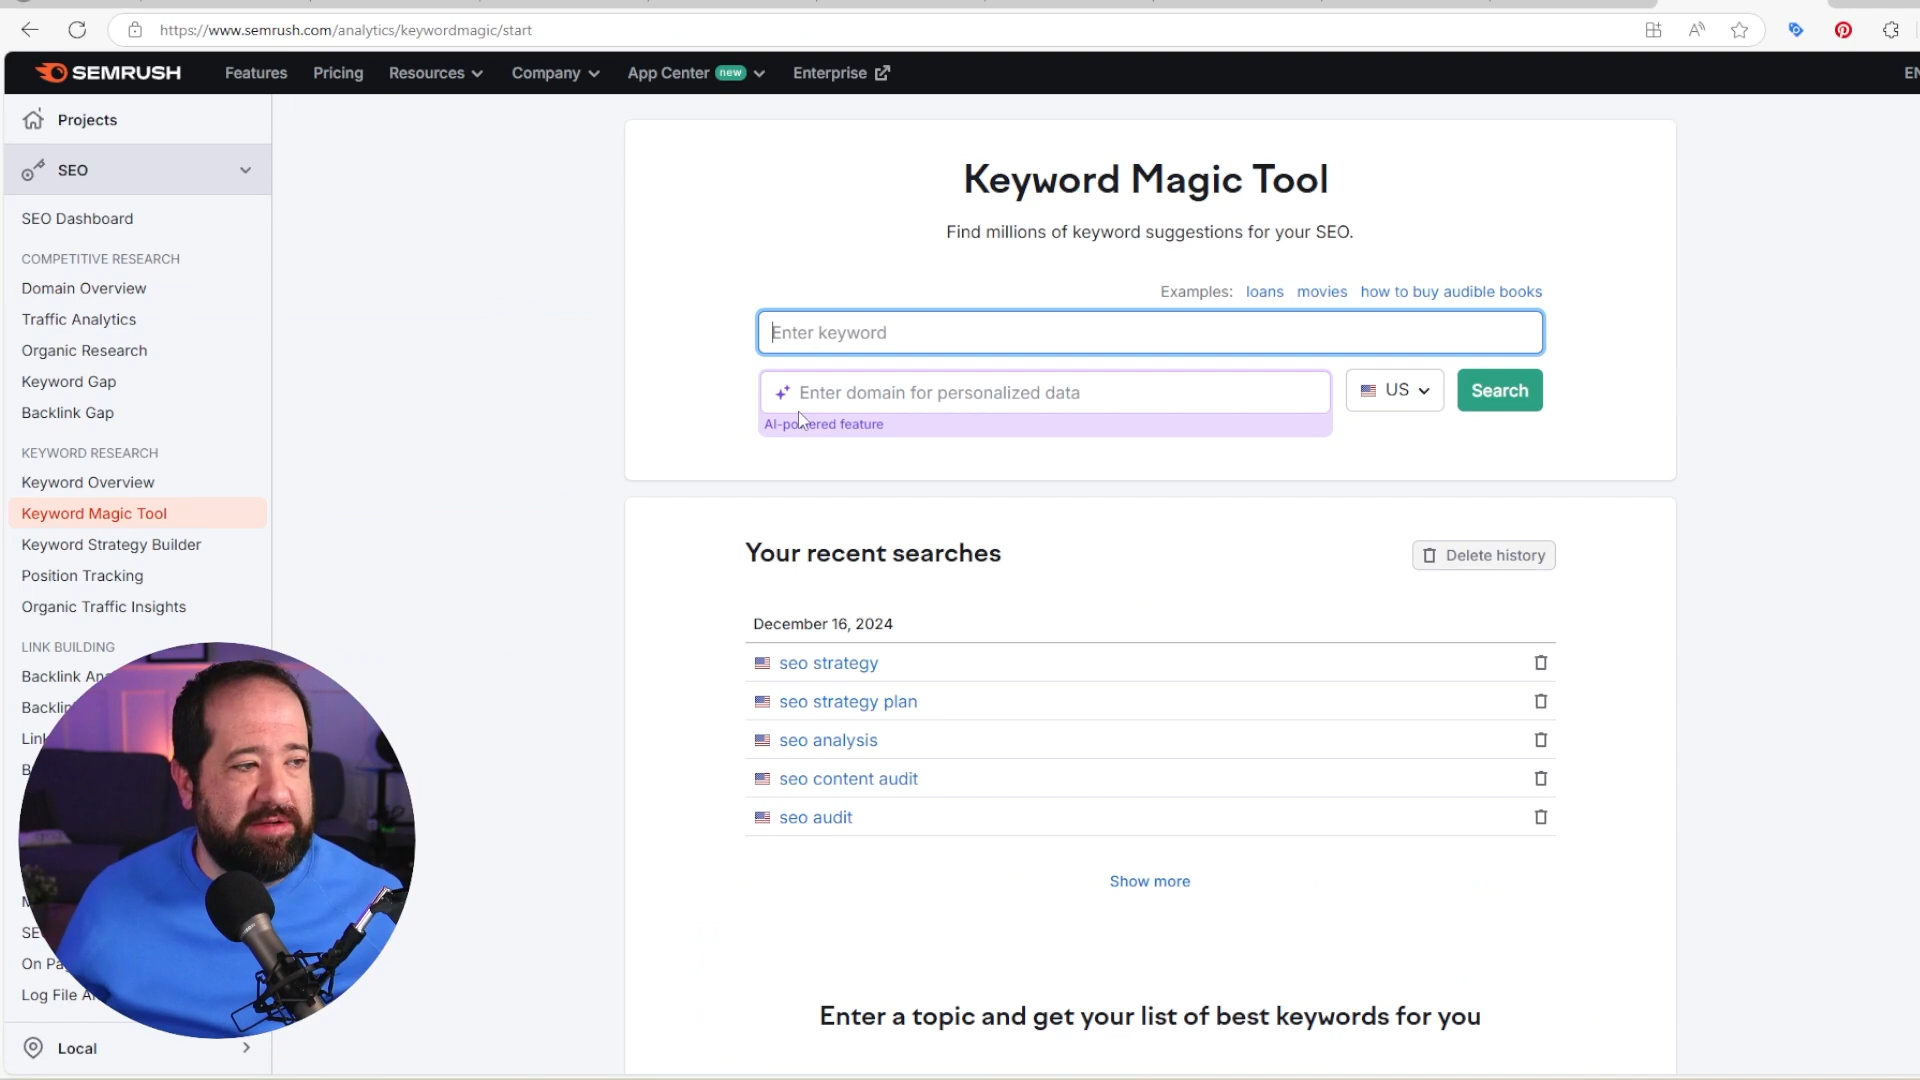 https://www.semrush.com/analytics/keywordmagic/start
SEMRUSH
Features
Pricing
Resources
Company
App Center new
Enterprise
Projects
SEO
SEO Dashboard
COMPETITIVE RESEARCH
Domain Overview
Traffic Analytics
Organic Research
Keyword Gap
Backlink Gap
KEYWORD RESEARCH
Keyword Overview
Keyword Magic Tool
Keyword Strategy Builder
Position Tracking
Organic Traffic Insights
LINK BUILDING
Local
Keyword Magic Tool
Find millions of keyword suggestions for your SEO.
Examples: loans movies how to buy audible books
Enter keyword
Enter domain for personalized data
US
Search
AI-powered feature
Your recent searches
Delete history
December 16, 2024
seo strategy
seo strategy plan
seo analysis
seo content audit
seo audit
Show more
Enter a topic and get your list of best keywords for you